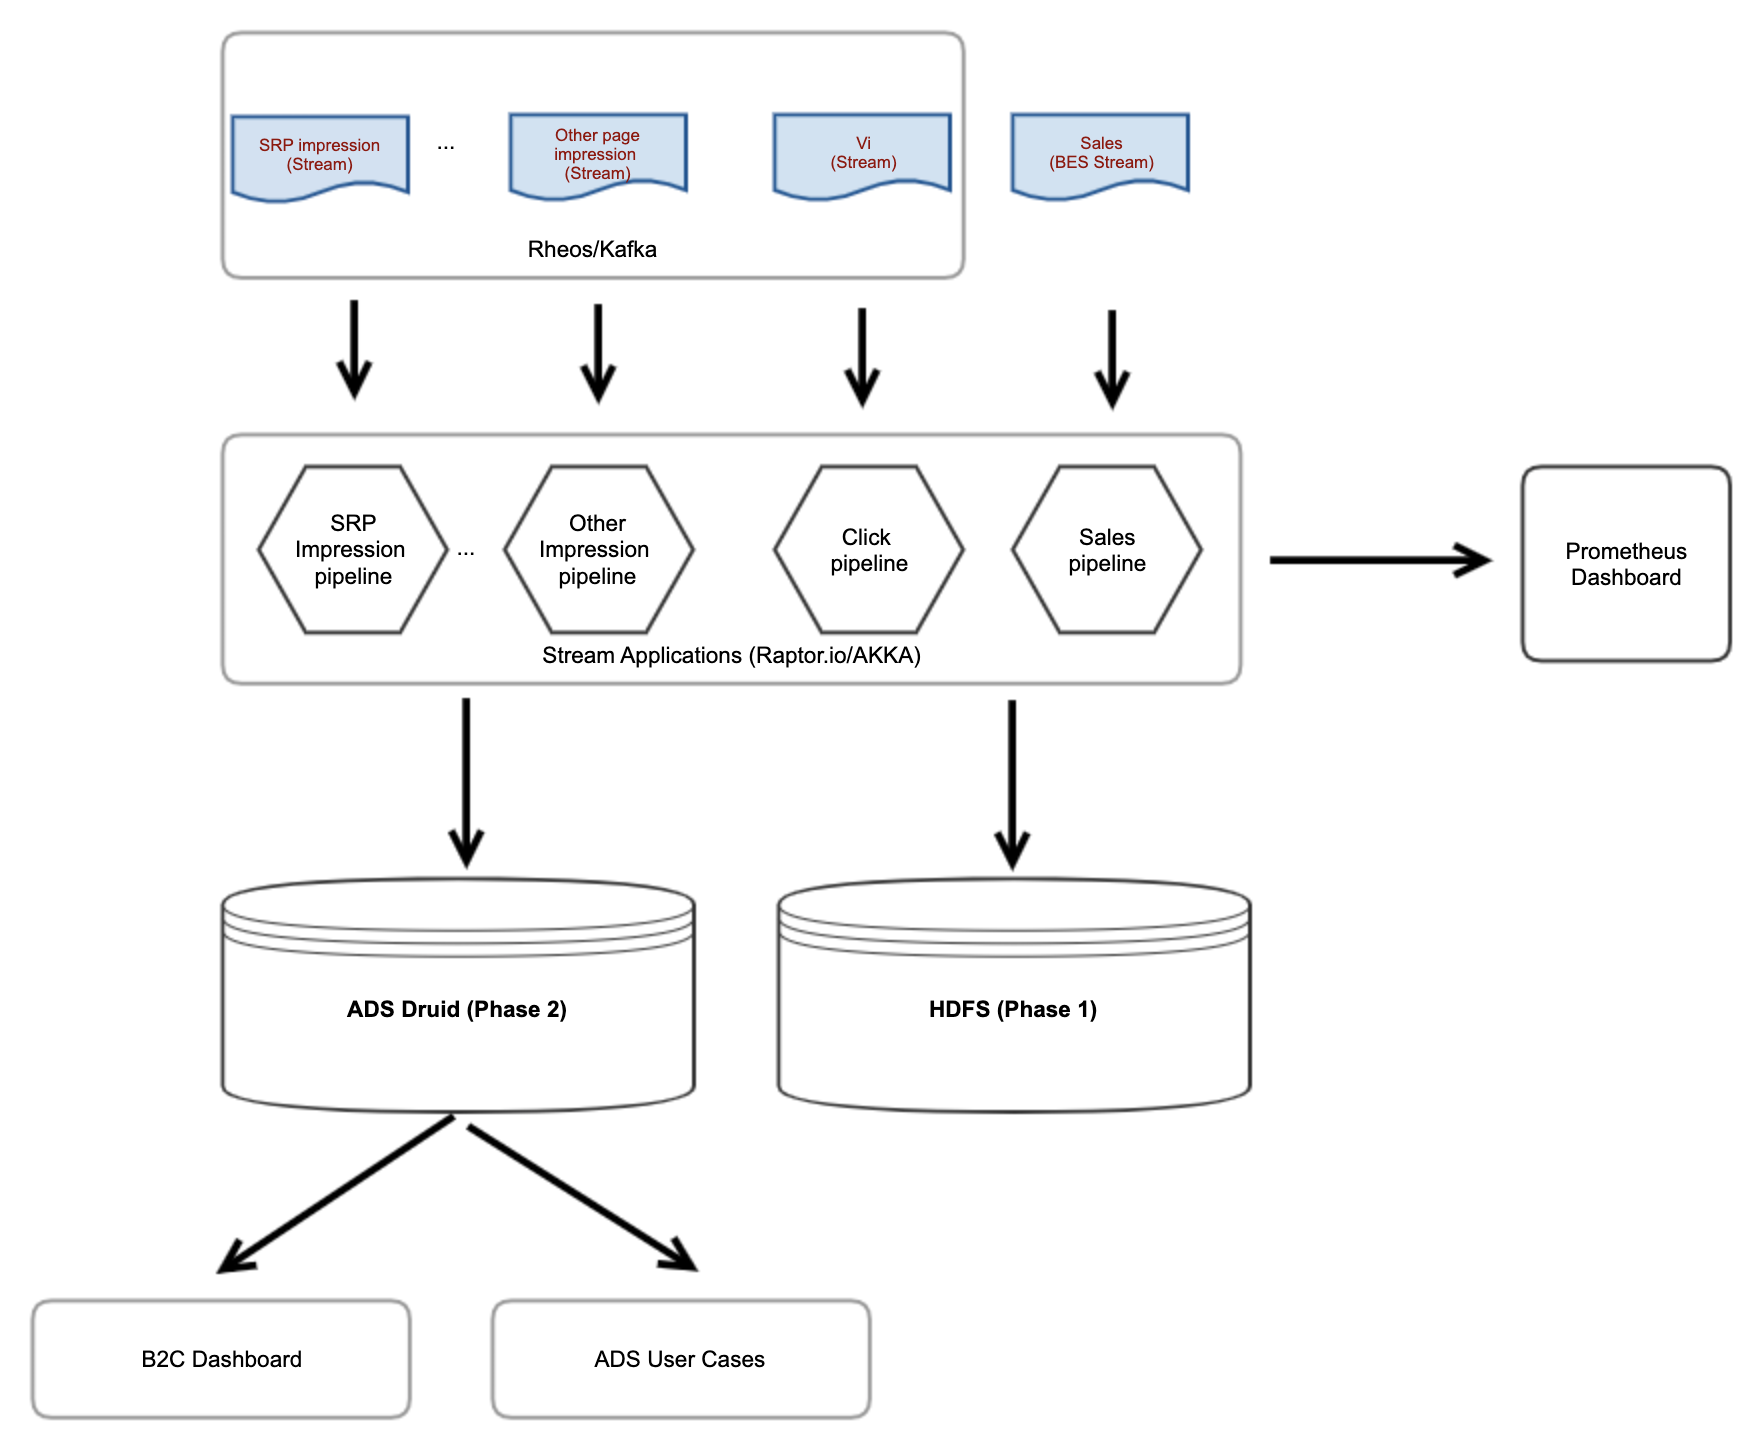 SRP impression
(Stream)
...
Other page
impression
(Stream)
Vi
(Stream)
Sales
(BES Stream)
Rheos/Kafka
SRP
Impression
pipeline
...
Other
Impression
pipeline
Click
pipeline
Sales
pipeline
Stream Applications (Raptor.io/AKKA)
Prometheus
Dashboard
ADS Druid (Phase 2)
HDFS (Phase 1)
B2C Dashboard
ADS User Cases